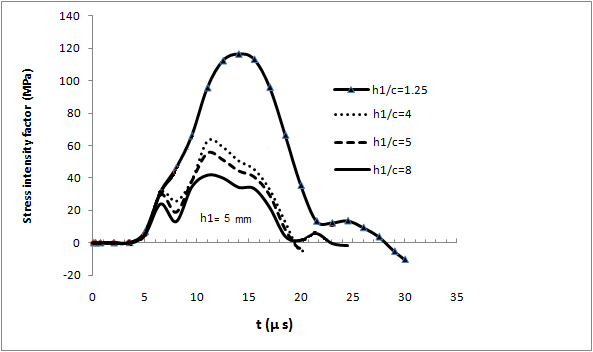 Stress intensity factor (MPa)
140
120
100
80
60
40
20
0
-20
h1/c=1.25
h1/c=4
h1/c=5
h1/c=8
h1= 5 mm
0 5 10 15 20 25 30 35
t (μ s)